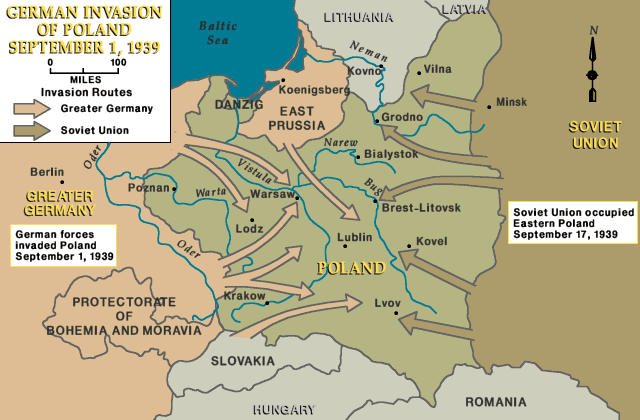 GERMAN INVASION
OF POLAND
SEPTEMBER 1, 1939
0 100
MILES
Invasion Routes
Greater Germany
Soviet Union
Baltic
Sea
LITHUANIA
LATVIA
Neman
Kovno
Vilna
N
Koenigsberg
DANZIG
EAST
PRUSSIA
Minsk
Grodno
SOVIET
UNION
Oder
Narew
Bialystok
Berlin
Vistula
Poznan
Warta
Warsaw
Bug
Brest-Litovsk
GREATER
GERMANY
Soviet Union occupied
Eastern Poland
September 17, 1939
German forces
invaded Poland
September 1, 1939
Lodz
Oder
Lublin
Kovel
POLAND
Krakow
Lvov
PROTECTORATE
OF
BOHEMIA AND MORAVIA
SLOVAKIA
HUNGARY
ROMANIA